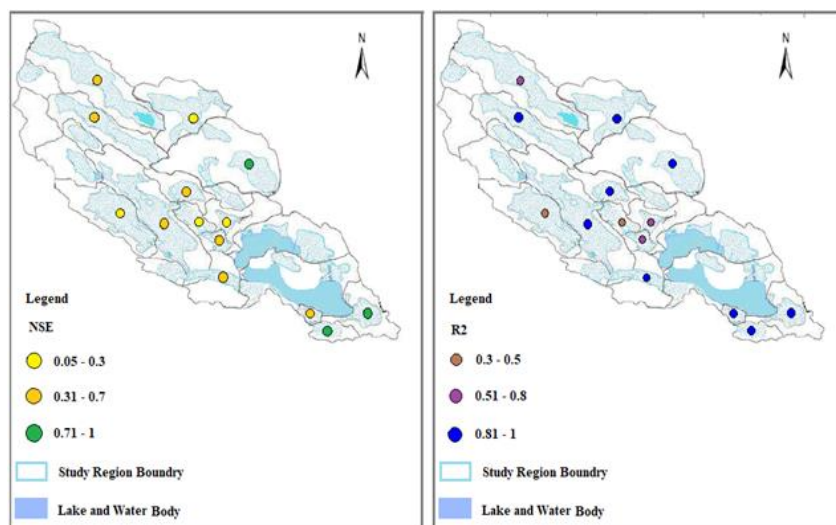 N
Legend
NSE
0.05 - 0.3
0.31 - 0.7
0.71 - 1
Study Region Boundry
Lake and Water Body
N
Legend
R2
0.3 - 0.5
0.51 - 0.8
0.81 - 1
Study Region Boundry
Lake and Water Body